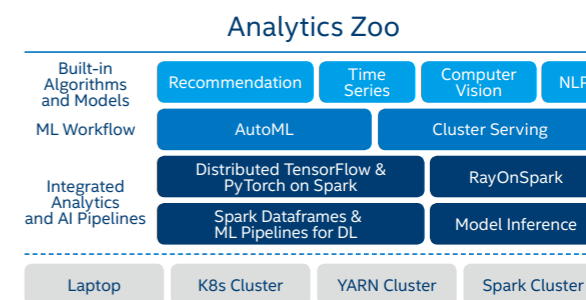 Analytics Zoo
Built-in
Algorithms
and Models
Recommendation
Time
Series
Computer
Vision
NLP
ML Workflow
AutoML
Cluster Serving
Integrated
Analytics
and AI Pipelines
Distributed TensorFlow &
PyTorch on Spark
RayOnSpark
Spark Dataframes &
ML Pipelines for DL
Model Inference
Laptop
K8s Cluster
YARN Cluster
Spark Cluster